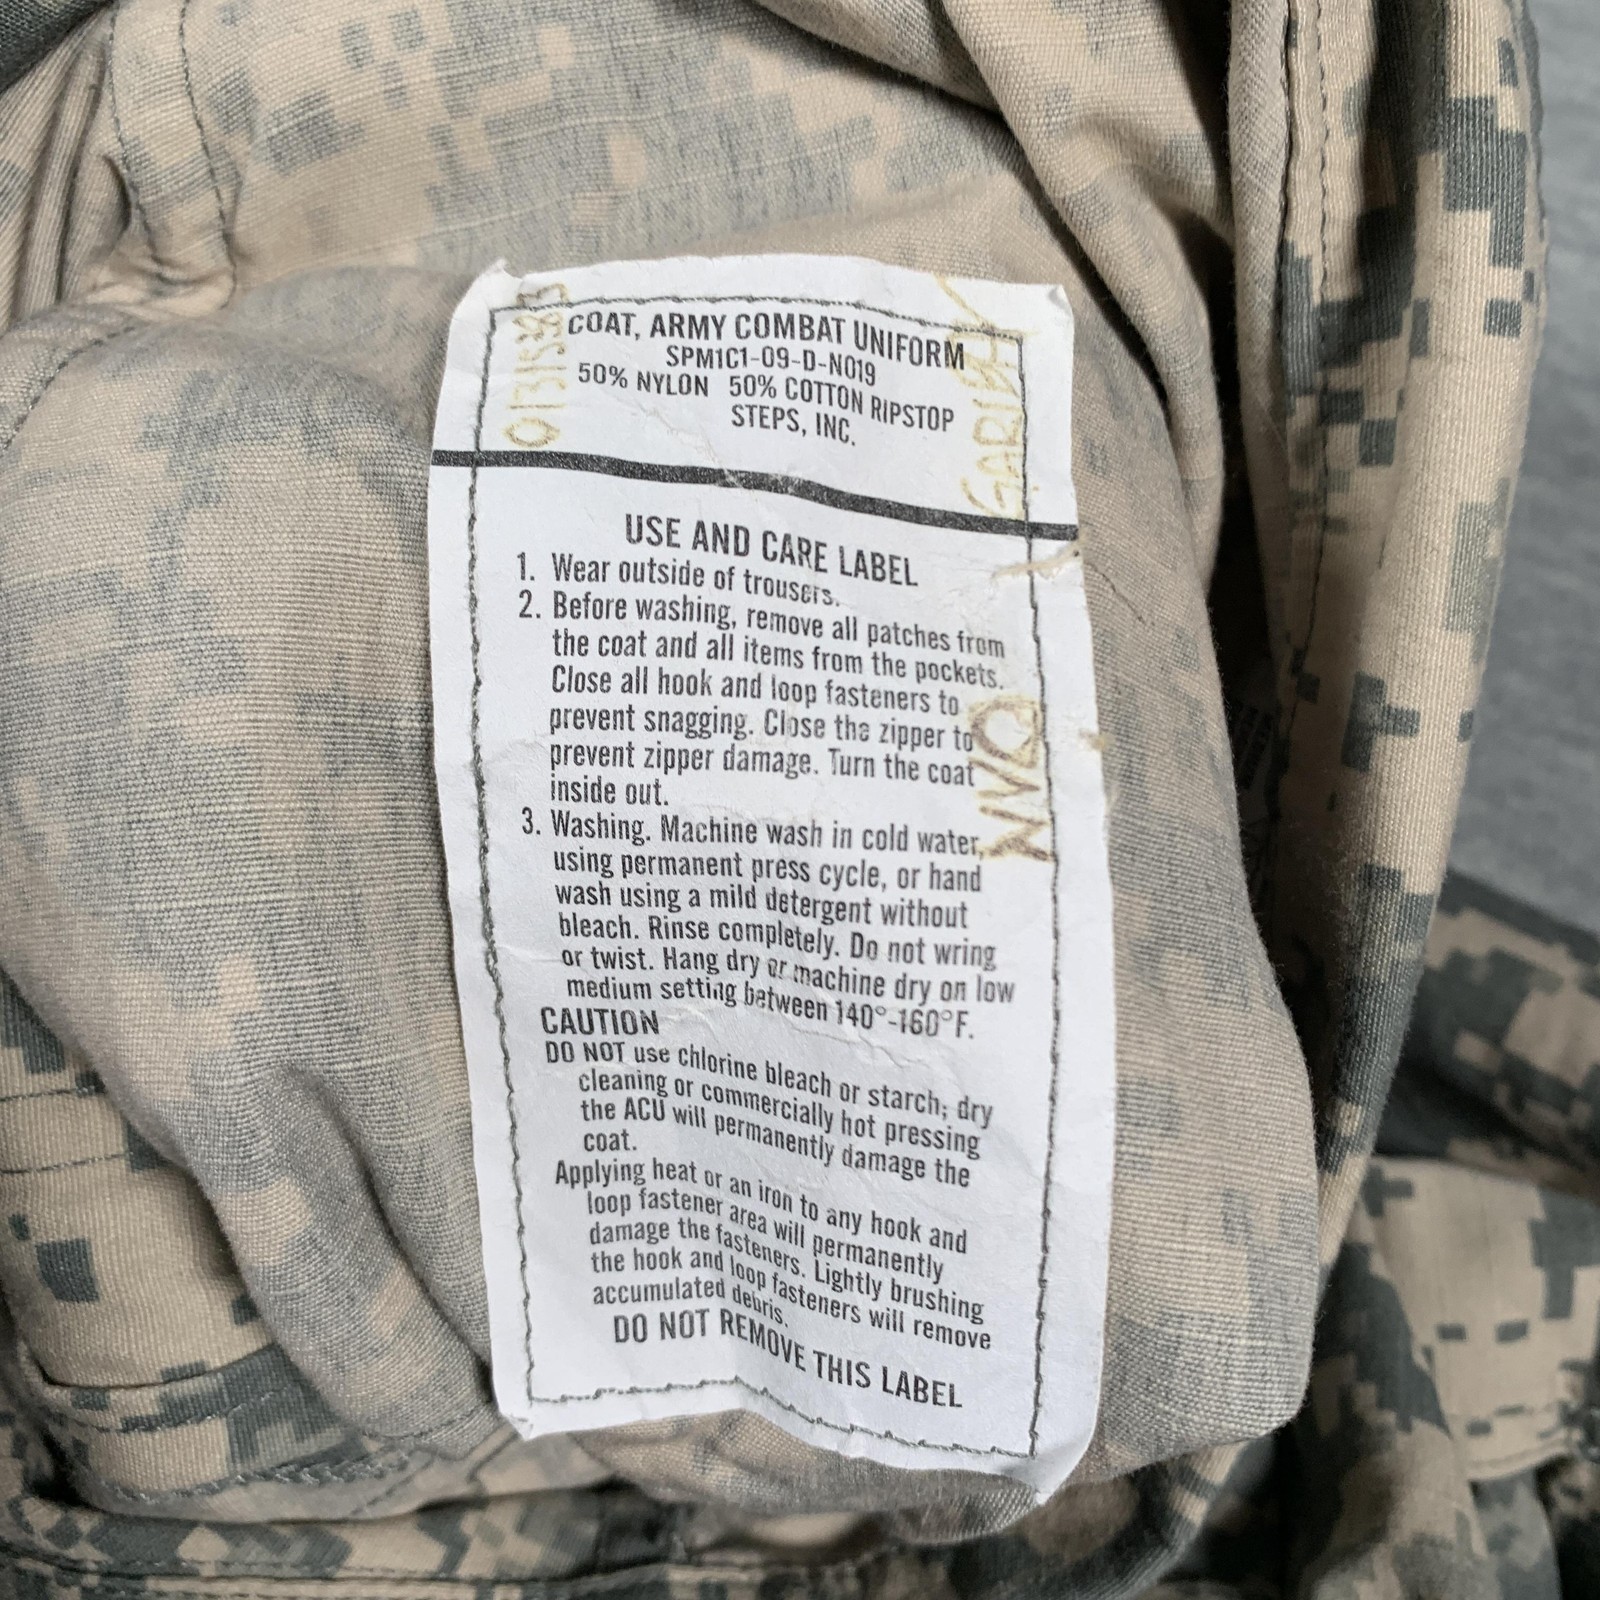 COAT, ARMY COMBAT UNIFORM
SPM1C1-09-D-N019
50% NYLON 50% COTTON RIPSTOP
STEPS, INC.
USE AND CARE LABEL
1. Wear outside of trousers.
2. Before washing, remove all patches from
the coat and all items from the pockets.
Close all hook and loop fasteners to
prevent snagging. Close the zipper to
prevent zipper damage. Turn the coat
inside out.
3. Washing. Machine wash in cold water,
using permanent press cycle, or hand
wash using a mild detergent without
bleach. Rinse completely. Do not wring
or twist. Hang dry or machine dry on low
medium setting between 140°-160°F.
CAUTION
DO NOT use chlorine bleach or starch; dry
cleaning or commercially hot pressing
the ACU will permanently damage the
coat.
Applying heat or an iron to any hook and
loop fastener area will permanently
damage the fasteners. Lightly brushing
the hook and loop fasteners will remove
accumulated debris.
DO NOT REMOVE THIS LABEL